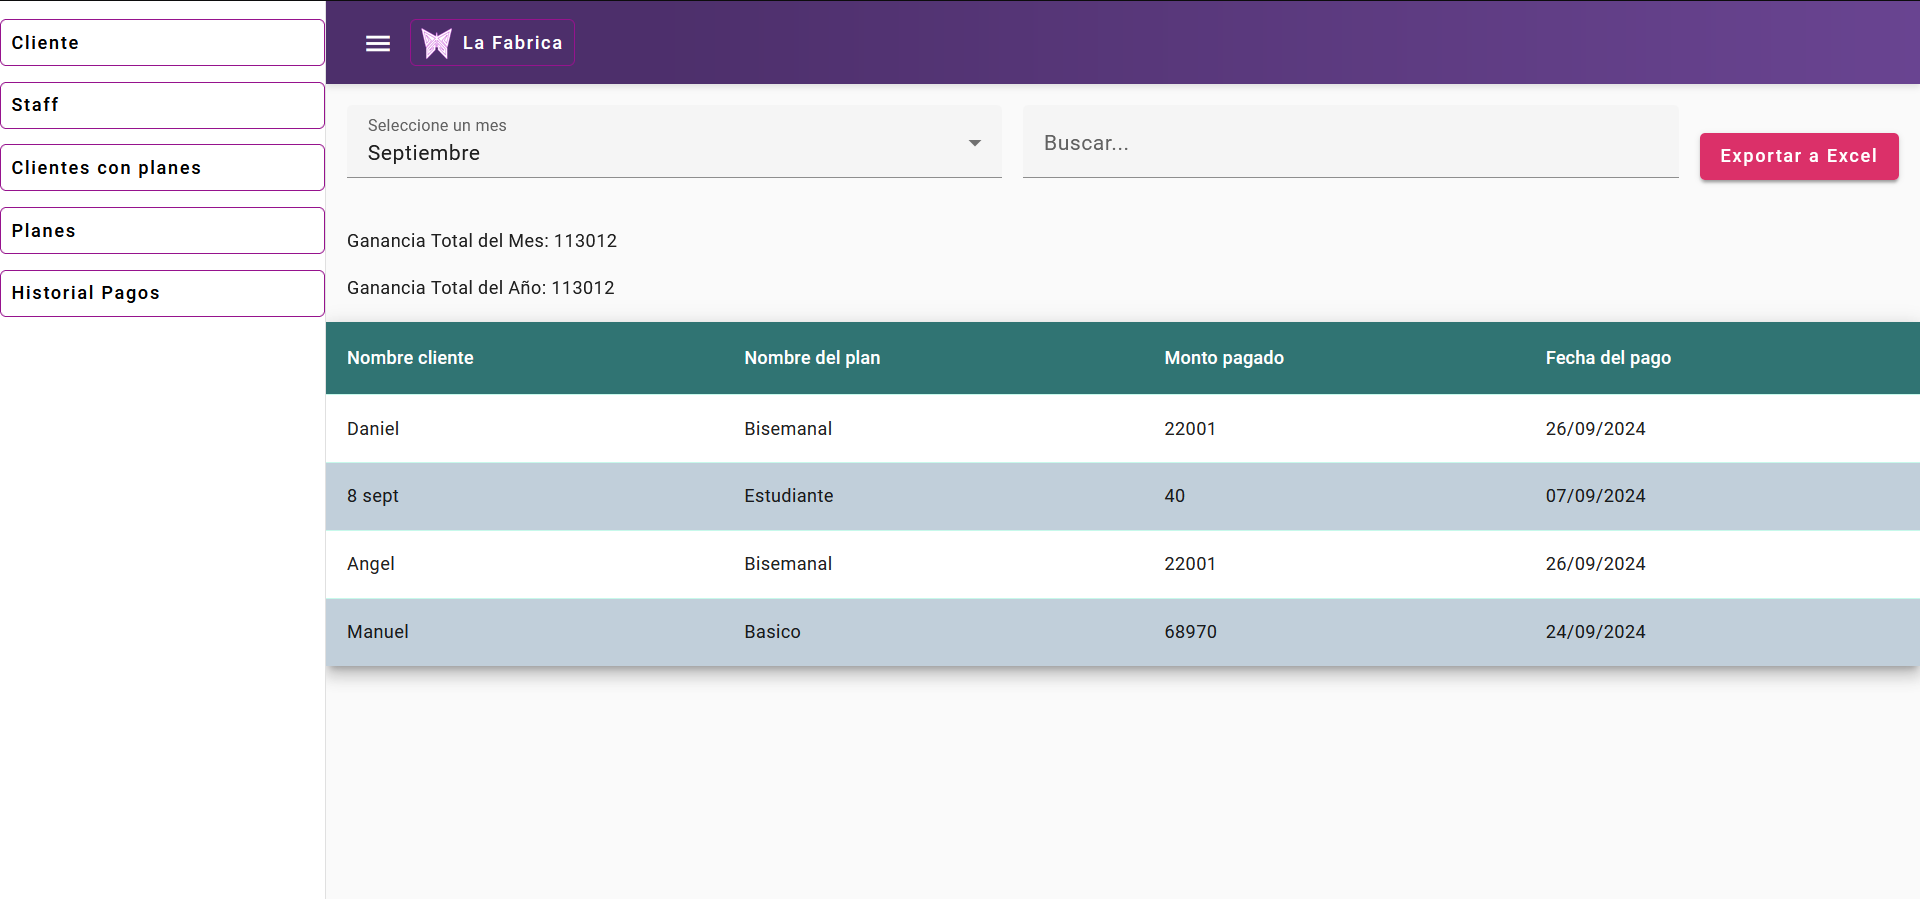 Cliente
Staff
Clientes con planes
Planes
Historial Pagos
La Fabrica
Seleccione un mes
Septiembre
Buscar...
Exportar a Excel
Ganancia Total del Mes: 113012
Ganancia Total del Año: 113012
Nombre cliente Nombre del plan Monto pagado Fecha del pago
Daniel Bisemanal 22001 26/09/2024
8 sept Estudiante 40 07/09/2024
Angel Bisemanal 22001 26/09/2024
Manuel Basico 68970 24/09/2024